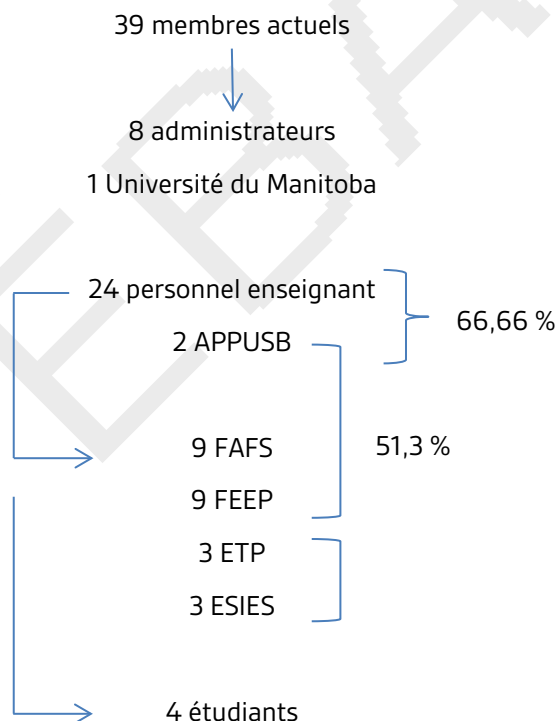 39 membres actuels
8 administrateurs
1 Université du Manitoba
24 personnel enseignant
66,66 %
2 APPUSB
9 FAFS
51,3 %
9 FEEP
3 ETP
3 ESIES
4 étudiants